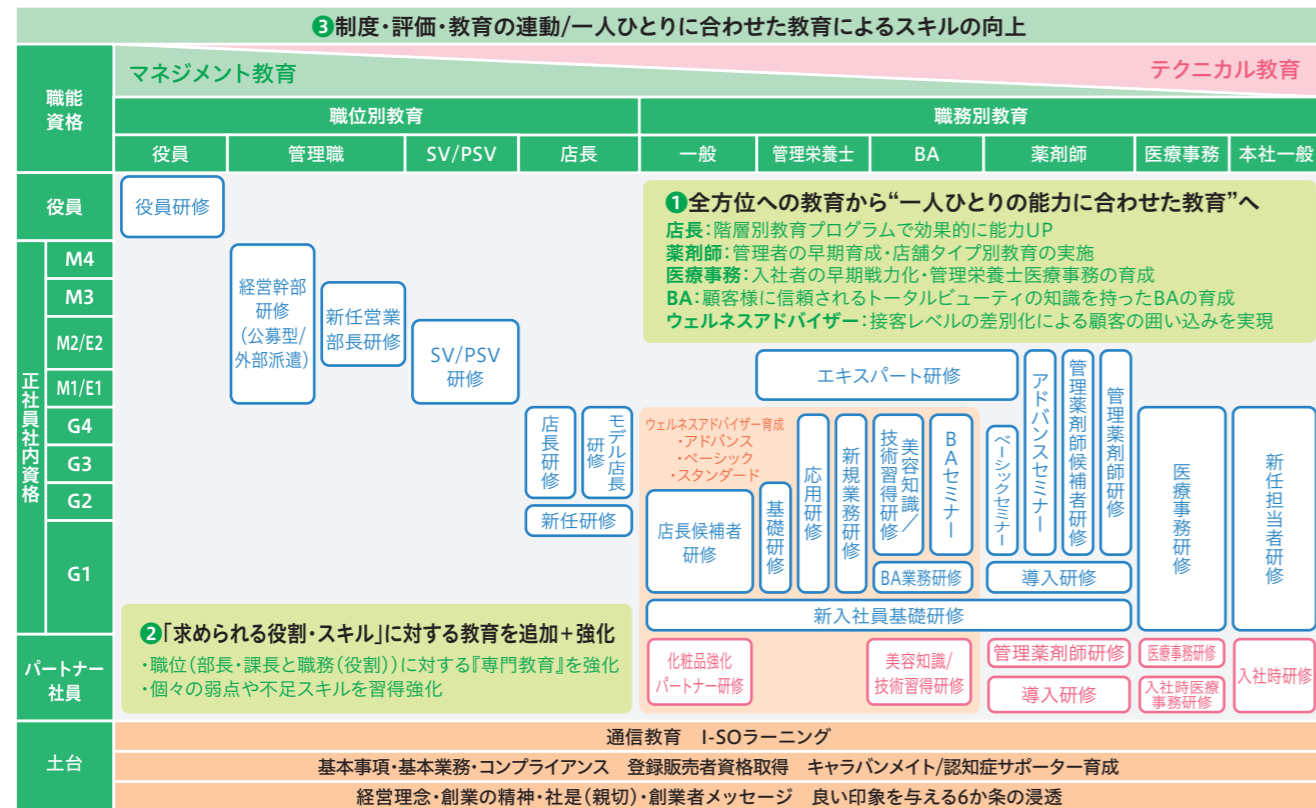 ❸制度・評価・教育の連動/一人ひとりに合わせた教育によるスキルの向上
職能
資格
マネジメント教育
テクニカル教育
職位別教育
職務別教育
役員
管理職
SV/PSV
店長
一般
管理栄養士
BA
薬剤師
医療事務
本社一般
役員
役員研修
❶全方位への教育から“一人ひとりの能力に合わせた教育”へ
店長:階層別教育プログラムで効果的に能力UP
薬剤師:管理者の早期育成・店舗タイプ別教育の実施
医療事務:入社者の早期戦力化・管理栄養士医療事務の育成
BA:顧客様に信頼されるトータルビューティの知識を持ったBAの育成
ウェルネスアドバイザー:接客レベルの差別化による顧客の囲い込みを実現
正社員社内資格
M4
M3
M2/E2
M1/E1
G4
G3
G2
G1
経営幹部
研修
(公募型/
外部派遣)
新任営業
部長研修
SV/PSV
研修
店長研修
モデル店長
研修
新任研修
エキスパート研修
ウェルネスアドバイザー育成
・アドバンス
・ベーシック
・スタンダード
店長候補者
研修
基礎研修
応用研修
新規業務研修
美容知識/
技術習得研修
BAセミナー
BA業務研修
ベーシックセミナー
アドバンスセミナー
管理薬剤師候補者研修
管理薬剤師研修
導入研修
医療事務研修
新任担当者研修
新入社員基礎研修
❷「求められる役割・スキル」に対する教育を追加+強化
・職位(部長・課長と職務(役割))に対する『専門教育』を強化
・個々の弱点や不足スキルを習得強化
パートナー
社員
化粧品強化
パートナー研修
美容知識/
技術習得研修
管理薬剤師研修
導入研修
医療事務研修
入社時医療
事務研修
入社時研修
土台
通信教育 I-SOラーニング
基本事項・基本業務・コンプライアンス 登録販売者資格取得 キャラバンメイト/認知症サポーター育成
経営理念・創業の精神・社是(親切)・創業者メッセージ 良い印象を与える6か条の浸透